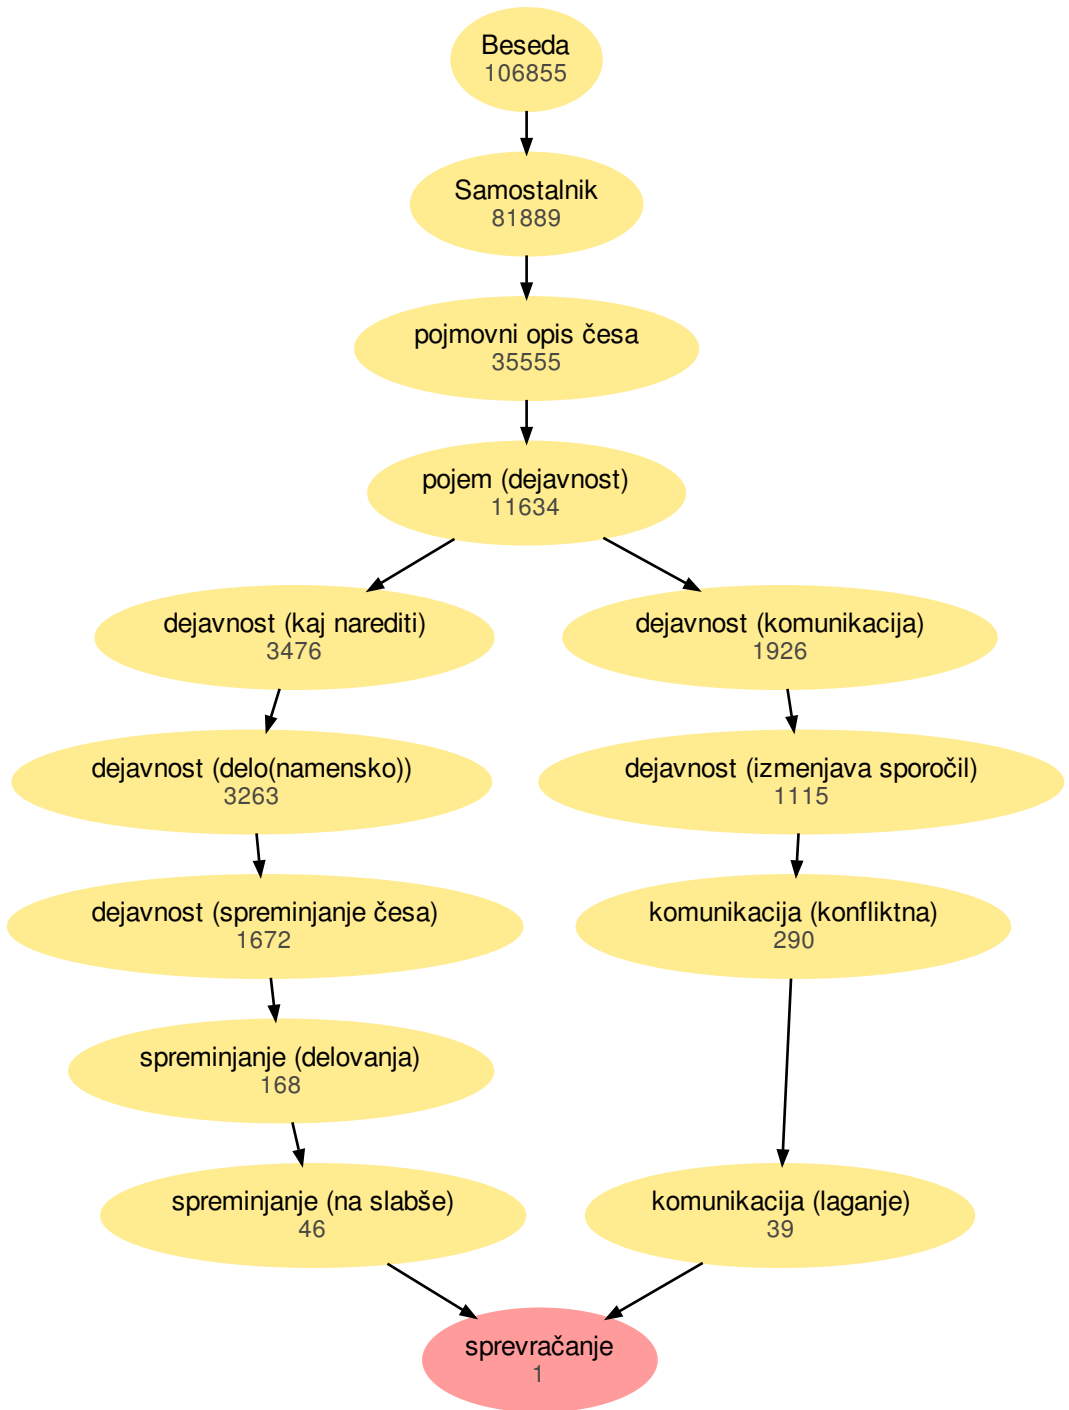 Beseda
106855
Samostalnik
81889
pojmovni opis česa
35555
pojem (dejavnost)
11634
dejavnost (kaj narediti)
3476
dejavnost (komunikacija)
1926
dejavnost (delo(namensko))
3263
dejavnost (izmenjava sporočil)
1115
dejavnost (spreminjanje česa)
1672
komunikacija (konfliktna)
290
spreminjanje (delovanja)
168
spreminjanje (na slabše)
46
komunikacija (laganje)
39
sprevračanje
1